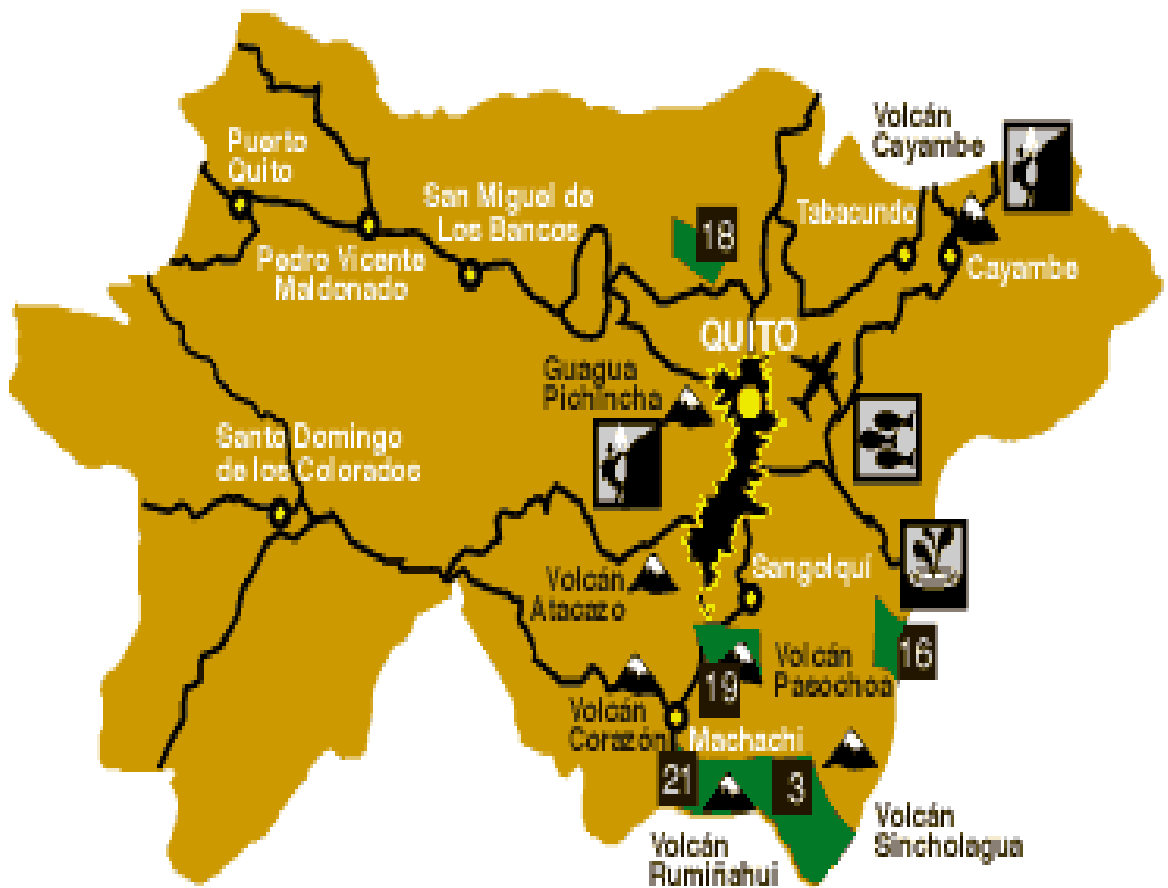 Volcán
Cayambe
Puerto
Quito
San Miguel de
Los Bancos
Tabacundo
18
Pedro Vicente
Maldonado
Cayambe
QUITO
Guagua
Pichincha
Santo Domingo
de los Colorados
Volcán
Atacazo
Sangolquí
16
Volcán
Pasochoa
19
Volcán
Corazón
Machachi
21
3
Volcán
Sincholagua
Volcán
Rumiñahui